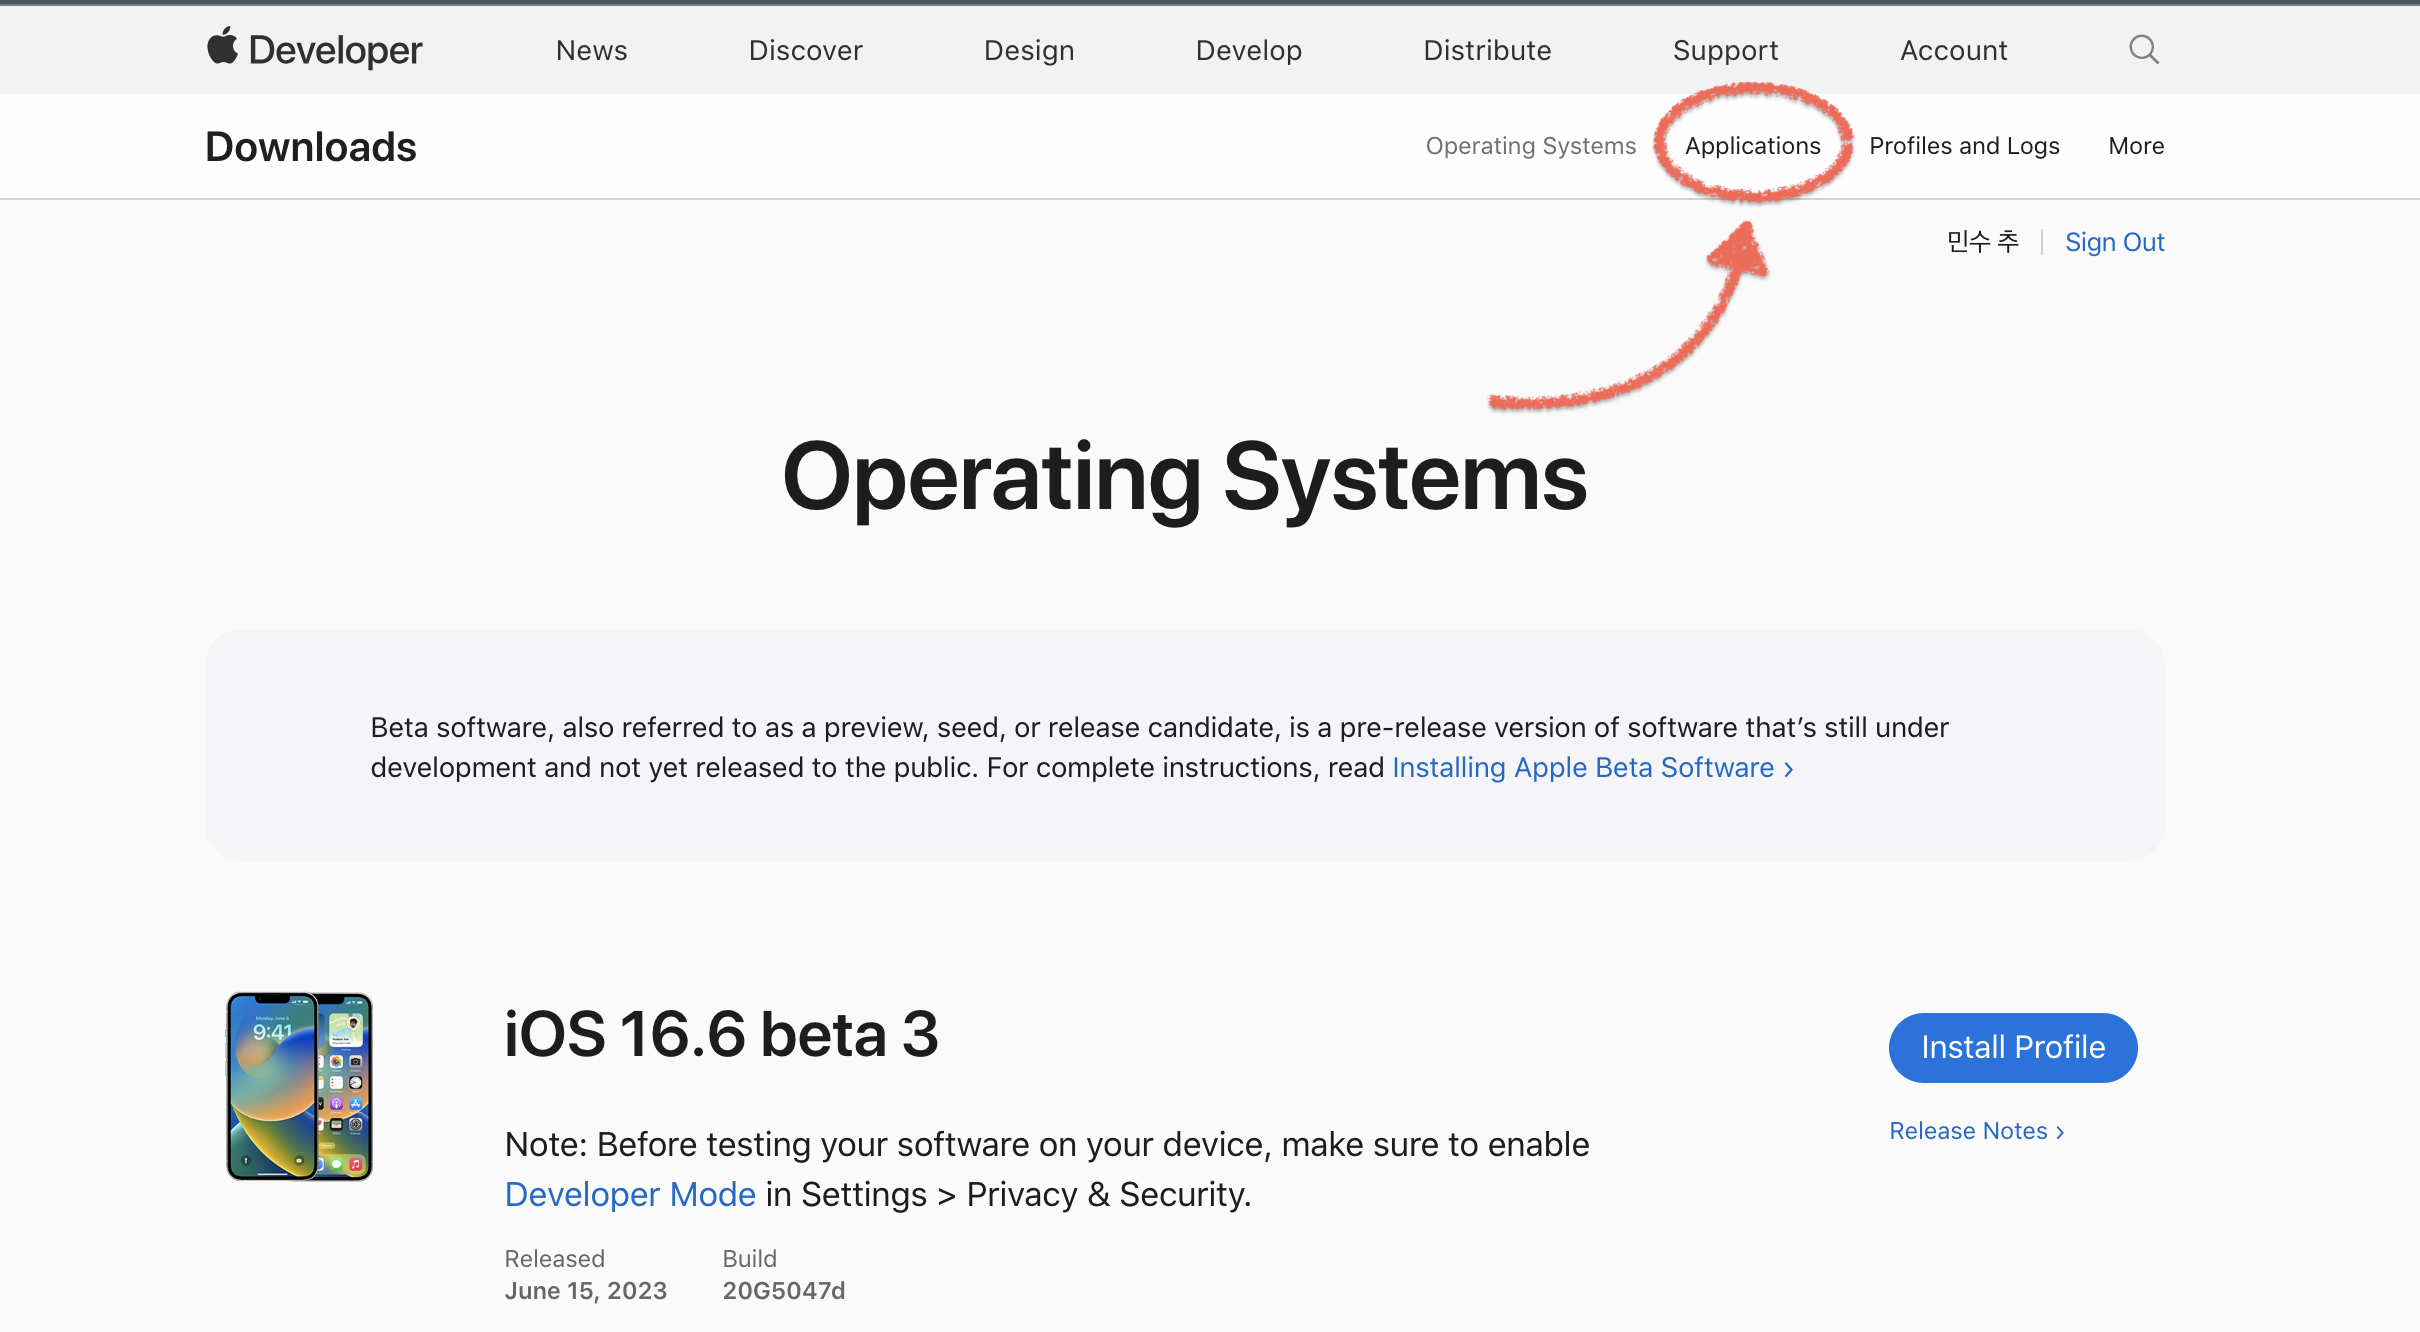 Developer
News
Discover
Design
Develop
Distribute
Support
Account
Downloads
Operating Systems
Applications
Profiles and Logs
More
민수 추
Sign Out
Operating Systems
Beta software, also referred to as a preview, seed, or release candidate, is a pre-release version of software that’s still under
development and not yet released to the public. For complete instructions, read Installing Apple Beta Software ›
9:41
iOS 16.6 beta 3
Install Profile
Note: Before testing your software on your device, make sure to enable
Developer Mode in Settings > Privacy & Security.
Release Notes ›
Released
Build
June 15, 2023
20G5047d